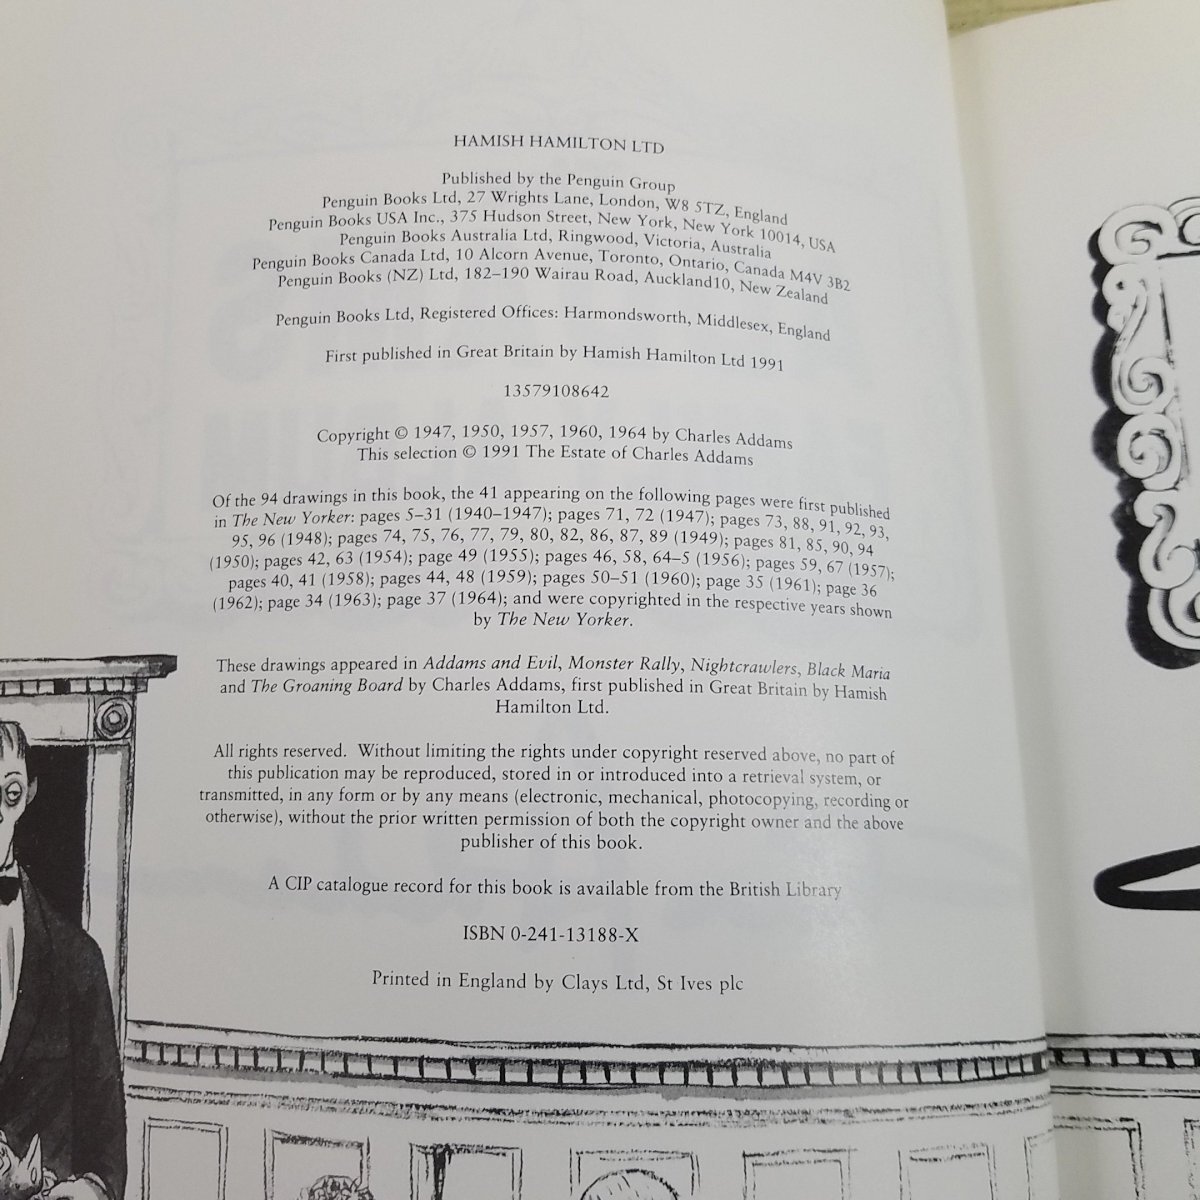 HAMISH HAMILTON LTD
Published by the Penguin Group
Penguin Books Ltd, 27 Wrights Lane, London, W8 5TZ, England
Penguin Books USA Inc., 375 Hudson Street, New York, New York 10014, USA
Penguin Books Australia Ltd, Ringwood, Victoria, Australia
Penguin Books Canada Ltd, 10 Alcorn Avenue, Toronto, Ontario, Canada M4V 3B2
Penguin Books (NZ) Ltd, 182–190 Wairau Road, Auckland10, New Zealand
Penguin Books Ltd, Registered Offices: Harmondsworth, Middlesex, England
First published in Great Britain by Hamish Hamilton Ltd 1991
13579108642
Copyright © 1947, 1950, 1957, 1960, 1964 by Charles Addams
This selection © 1991 The Estate of Charles Addams
Of the 94 drawings in this book, the 41 appearing on the following pages were first published
in The New Yorker: pages 5–31 (1940–1947); pages 71, 72 (1947); pages 73, 88, 91, 92, 93,
95, 96 (1948); pages 74, 75, 76, 77, 79, 80, 82, 86, 87, 89 (1949); pages 81, 85, 90, 94
(1950); pages 42, 63 (1954); page 49 (1955); pages 46, 58, 64–5 (1956); pages 59, 67 (1957);
pages 40, 41 (1958); pages 44, 48 (1959); pages 50–51 (1960); page 35 (1961); page 36
(1962); page 34 (1963); page 37 (1964); and were copyrighted in the respective years shown
by The New Yorker.
These drawings appeared in Addams and Evil, Monster Rally, Nightcrawlers, Black Maria
and The Groaning Board by Charles Addams, first published in Great Britain by Hamish
Hamilton Ltd.
All rights reserved. Without limiting the rights under copyright reserved above, no part of
this publication may be reproduced, stored in or introduced into a retrieval system, or
transmitted, in any form or by any means (electronic, mechanical, photocopying, recording or
otherwise), without the prior written permission of both the copyright owner and the above
publisher of this book.
A CIP catalogue record for this book is available from the British Library
ISBN 0-241-13188-X
Printed in England by Clays Ltd, St Ives plc